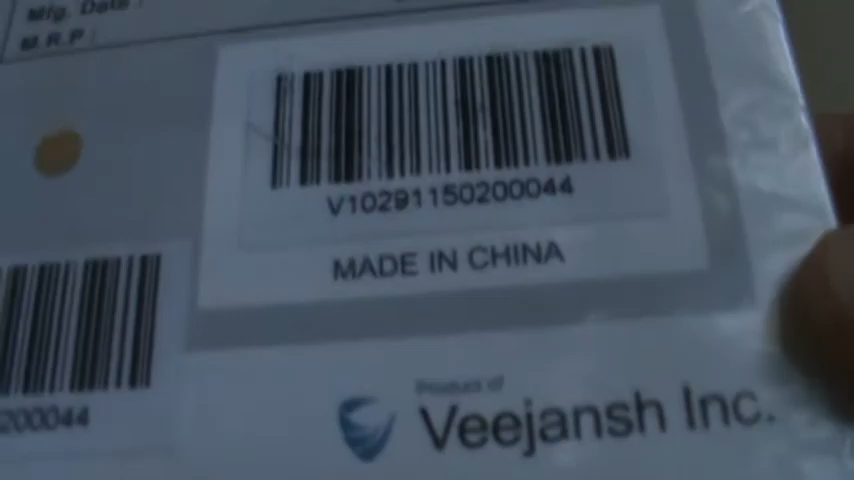 Mfg. Date :
M.R.P :
V10291150200044
MADE IN CHINA
200044
Product of
Veejansh Inc.